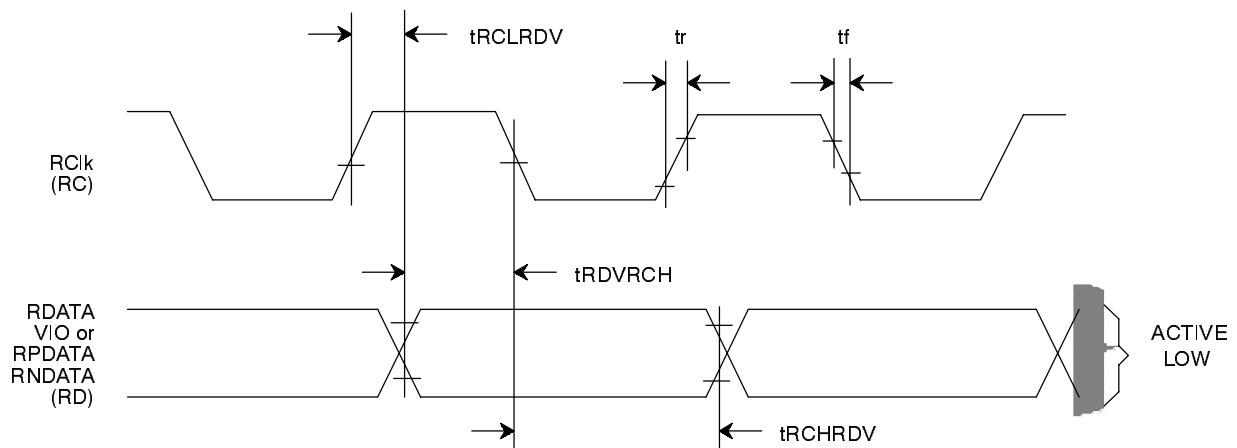 tRCLRDV
tr
tf
RClk
(RC)
tRDVRCH
RDATA
VIO or
RPDATA
RNDATA
(RD)
ACTIVE
LOW
tRCHRDV